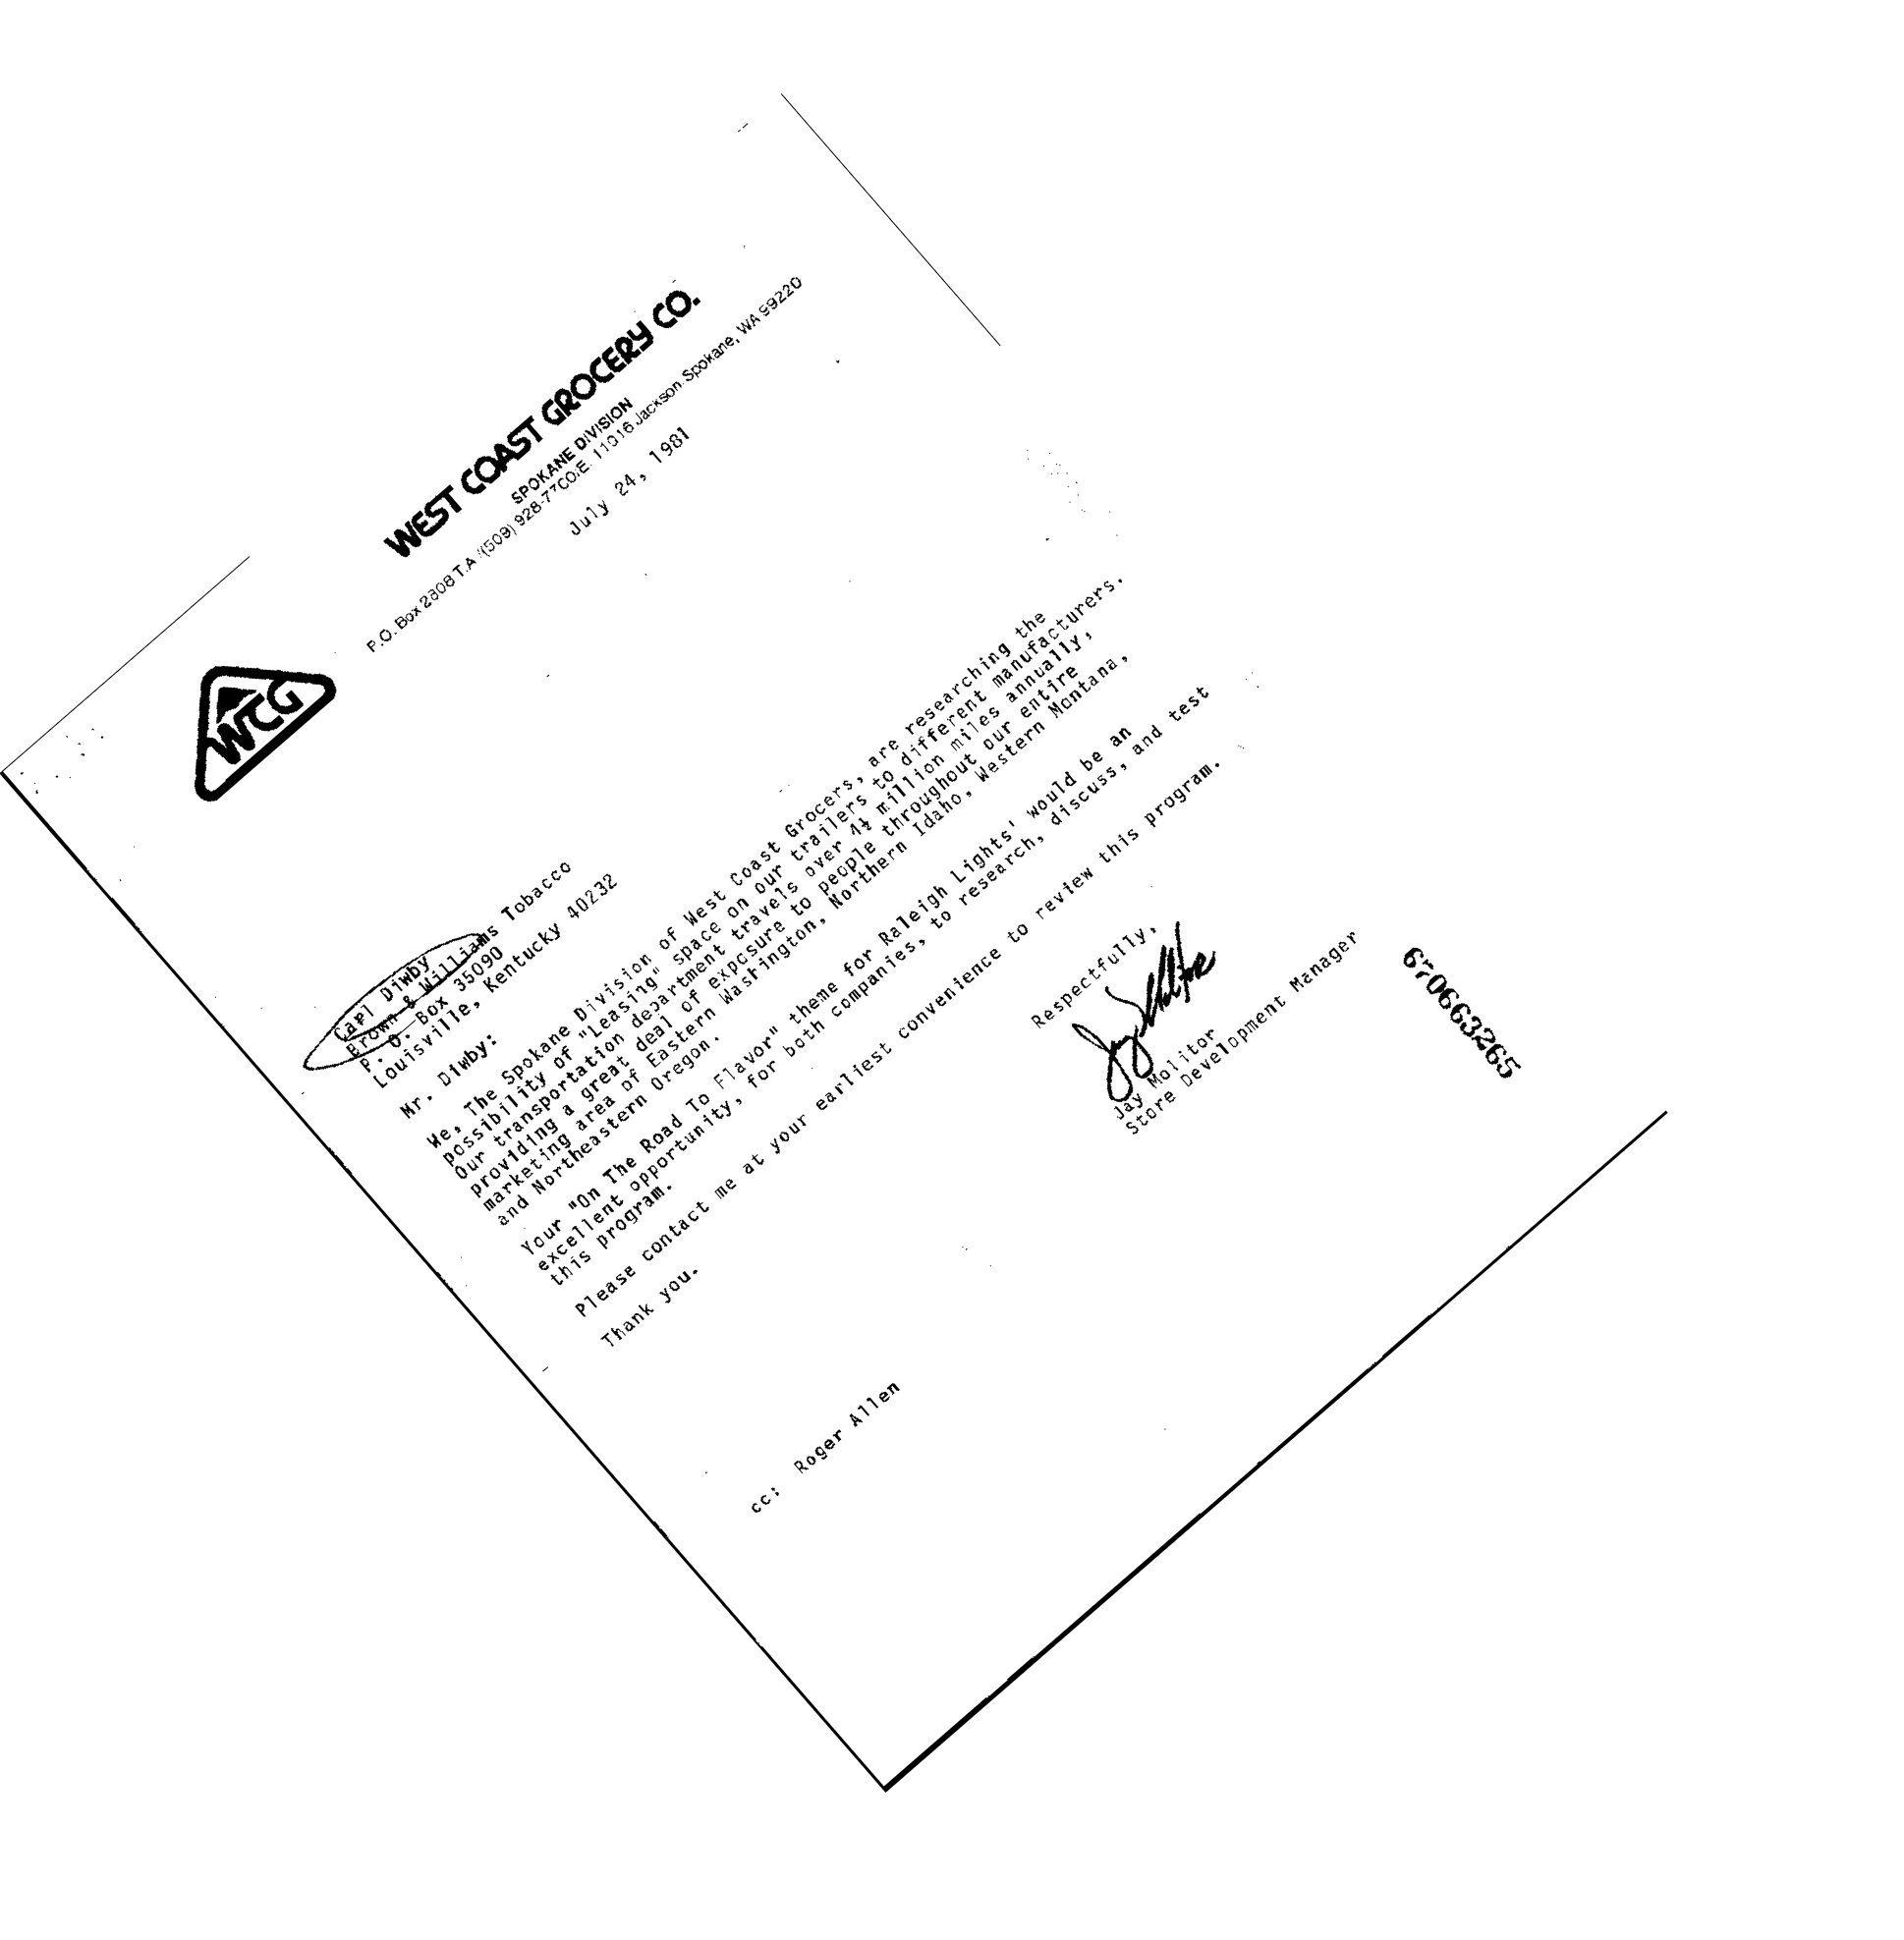 WCG
WEST COAST GROCERY CO.
SPOKANE DIVISION
P.O. Box 2808 T.A. /(509) 928-7700/E. 11016 Jackson, Spokane, WA 99220
July 24, 1981
Carl Diwby
Brown & Williams Tobacco
P. O. Box 35090
Louisville, Kentucky 40232
Mr. Diwby:
We, The Spokane Division of West Coast Grocers, are researching the
possibility of "Leasing" space on our trailers to different manufacturers.
Our transportation department travels over 4½ million miles annually,
providing a great deal of exposure to people throughout our entire
marketing area of Eastern Washington, Northern Idaho, Western Montana,
and Northeastern Oregon.
Your "On The Road To Flavor" theme for Raleigh Lights' would be an
excellent opportunity, for both companies, to research, discuss, and test
this program.
Please contact me at your earliest convenience to review this program.
Thank you.
Respectfully,
Jay Molitor
Jay Molitor
Store Development Manager
cc: Roger Allen
670663265